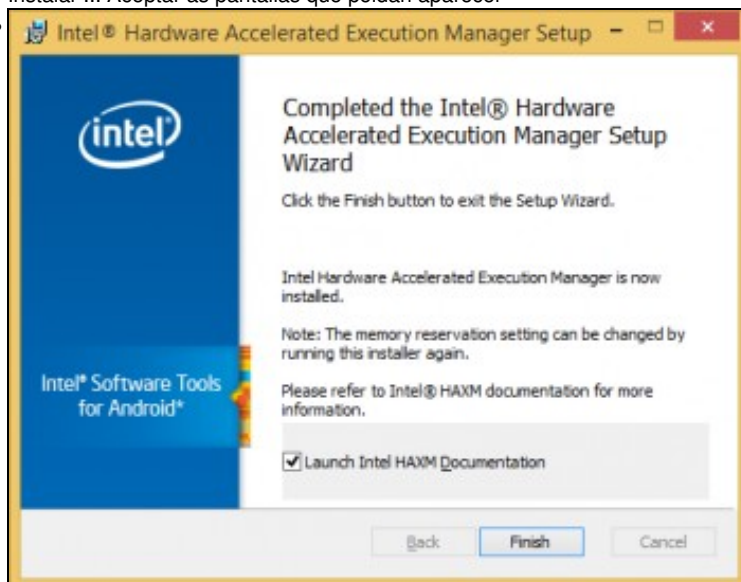 instalar ... Aceptar as pantallas que poidan aparecer
Intel® Hardware Accelerated Execution Manager Setup
intel
Completed the Intel® Hardware
Accelerated Execution Manager Setup
Wizard
Click the Finish button to exit the Setup Wizard.
Intel Hardware Accelerated Execution Manager is now
installed.
Note: The memory reservation setting can be changed by
running this installer again.
Intel® Software Tools
for Android*
Please refer to Intel® HAXM documentation for more
information.
Launch Intel HAXM Documentation
Back Finish Cancel